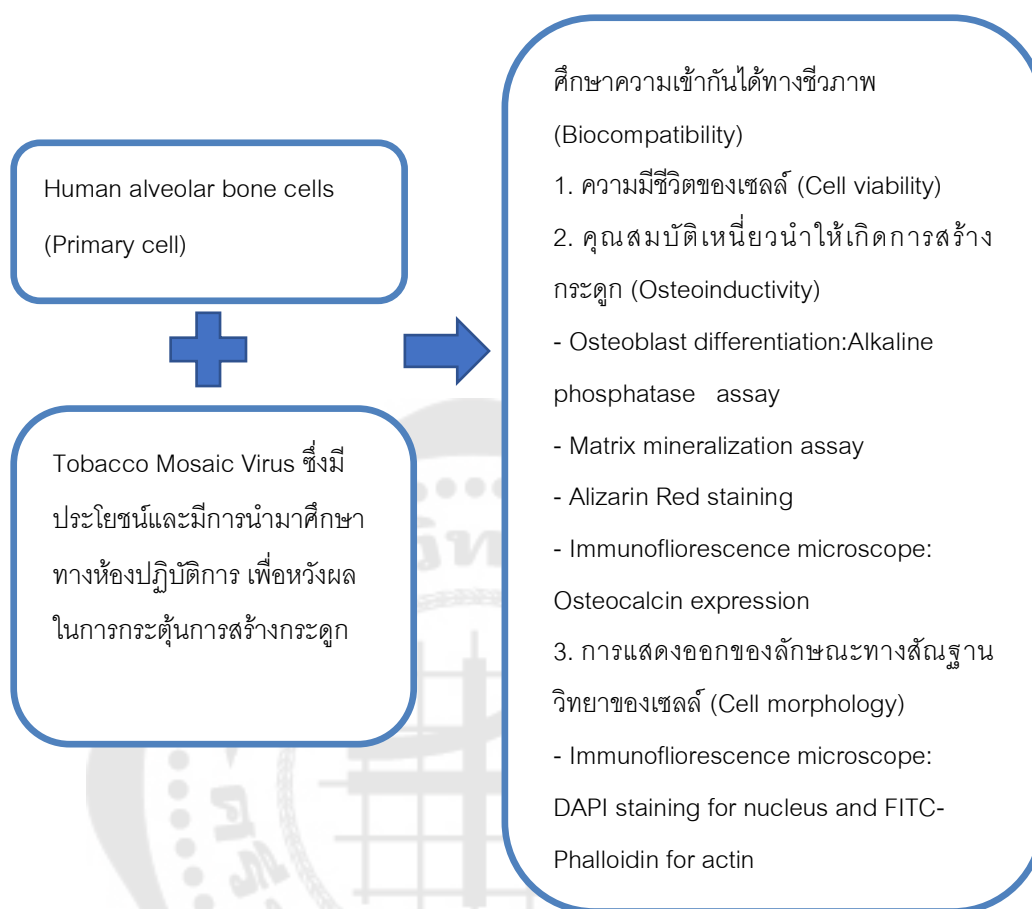 Human alveolar bone cells
(Primary cell)
Tobacco Mosaic Virus ซึ่งมี
ประโยชน์และมีการนำมาศึกษา
ทางห้องปฏิบัติการ เพื่อหวังผล
ในการกระตุ้นการสร้างกระดูก
ศึกษาความเข้ากันได้ทางชีวภาพ
(Biocompatibility)
1. ความมีชีวิตของเซลล์ (Cell viability)
2. คุณสมบัติเหนี่ยวนำให้เกิดการสร้าง
กระดูก (Osteoinductivity)
- Osteoblast differentiation:Alkaline
phosphatase assay
- Matrix mineralization assay
- Alizarin Red staining
- Immunofliorescence microscope:
Osteocalcin expression
3. การแสดงออกของลักษณะทางสัณฐาน
วิทยาของเซลล์ (Cell morphology)
- Immunofliorescence microscope:
DAPI staining for nucleus and FITC-
Phalloidin for actin